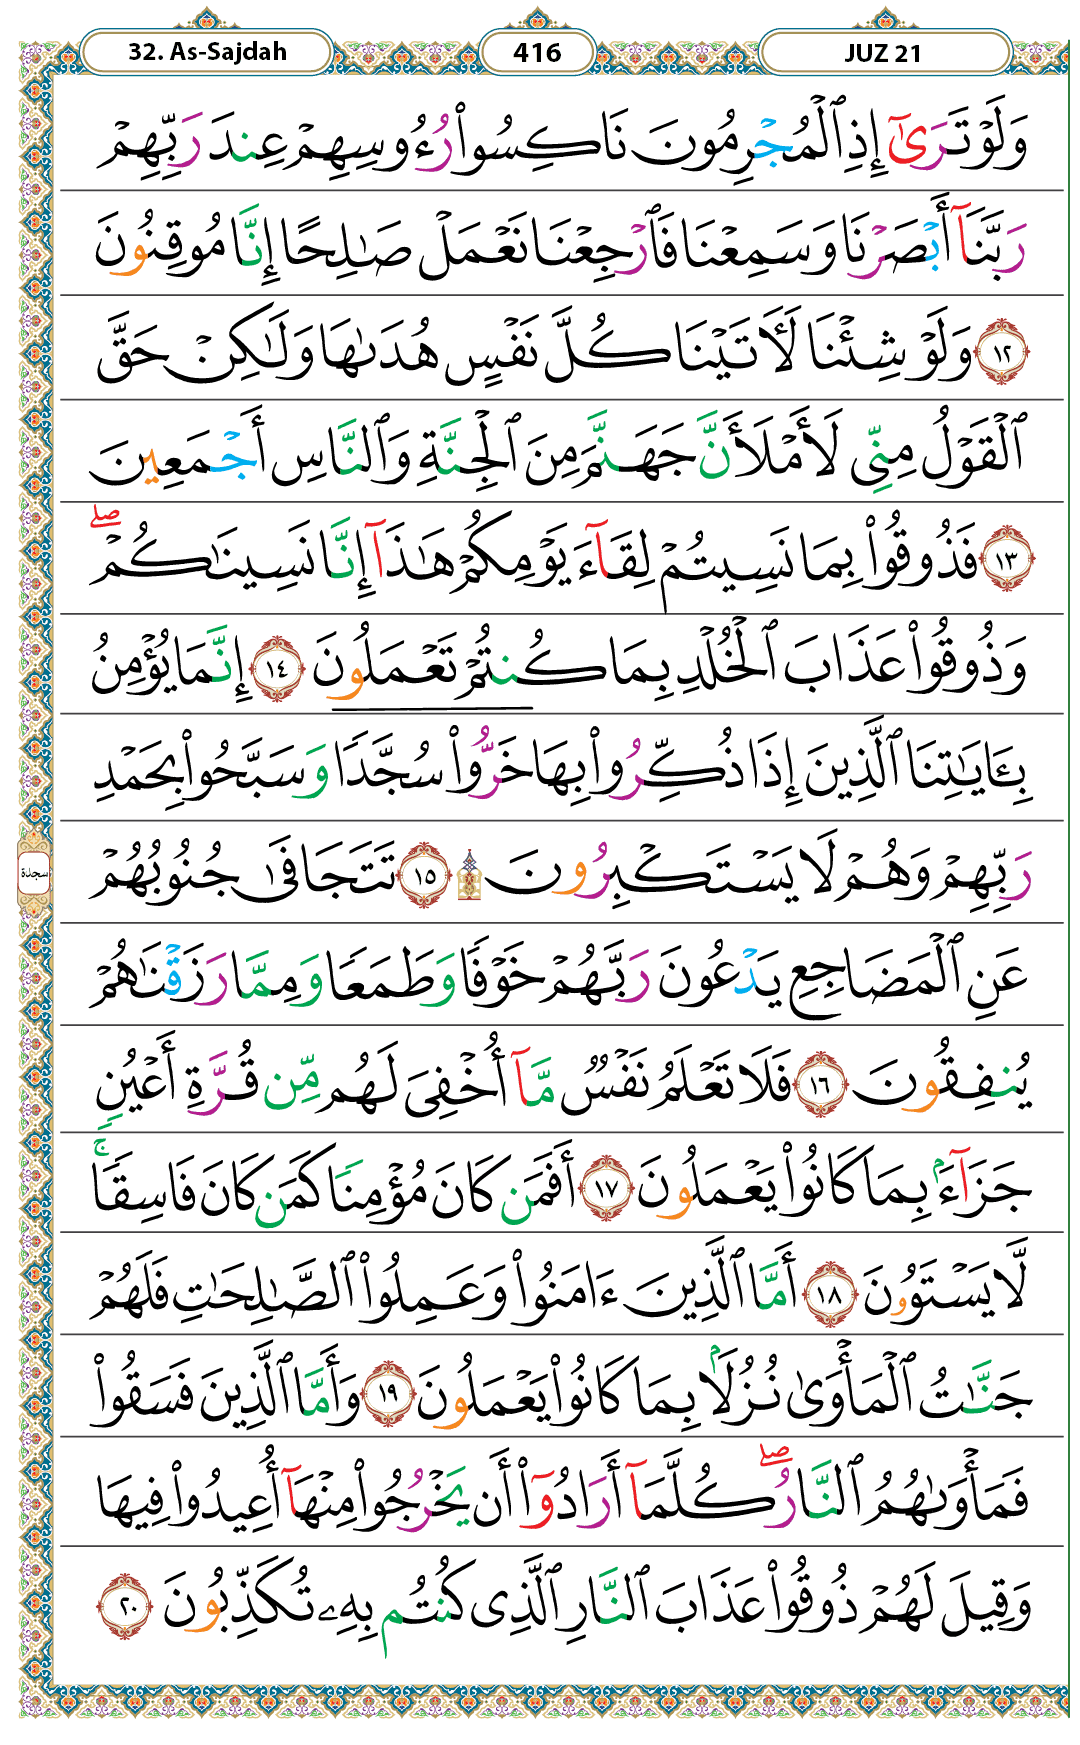 32. As-Sajdah
416
JUZ 21
وَلَوْ تَرَىٰٓ إِذِ ٱلْمُجْرِمُونَ نَاكِسُوا۟ رُءُوسِهِمْ عِندَ رَبِّهِمْ
رَبَّنَآ أَبْصَرْنَا وَسَمِعْنَا فَٱرْجِعْنَا نَعْمَلْ صَٰلِحًا إِنَّا مُوقِنُونَ
١٢ وَلَوْ شِئْنَا لَءَاتَيْنَا كُلَّ نَفْسٍ هُدَىٰهَا وَلَٰكِنْ حَقَّ
ٱلْقَوْلُ مِنِّى لَأَمْلَأَنَّ جَهَنَّمَ مِنَ ٱلْجِنَّةِ وَٱلنَّاسِ أَجْمَعِينَ
١٣ فَذُوقُوا۟ بِمَا نَسِيتُمْ لِقَآءَ يَوْمِكُمْ هَٰذَآ إِنَّا نَسِينَٰكُمْ ۖ
وَذُوقُوا۟ عَذَابَ ٱلْخُلْدِ بِمَا كُنتُمْ تَعْمَلُونَ ١٤ إِنَّمَا يُؤْمِنُ
بِـَٔايَٰتِنَا ٱلَّذِينَ إِذَا ذُكِّرُوا۟ بِهَا خَرُّوا۟ سُجَّدًا وَسَبَّحُوا۟ بِحَمْدِ
رَبِّهِمْ وَهُمْ لَا يَسْتَكْبِرُونَ ۩ ١٥ تَتَجَافَىٰ جُنُوبُهُمْ
سجدة
عَنِ ٱلْمَضَاجِعِ يَدْعُونَ رَبَّهُمْ خَوْفًا وَطَمَعًا وَمِمَّا رَزَقْنَٰهُمْ
يُنفِقُونَ ١٦ فَلَا تَعْلَمُ نَفْسٌ مَّآ أُخْفِىَ لَهُم مِّن قُرَّةِ أَعْيُنٍ
جَزَآءًۢ بِمَا كَانُوا۟ يَعْمَلُونَ ١٧ أَفَمَن كَانَ مُؤْمِنًا كَمَن كَانَ فَاسِقًا ۚ
لَّا يَسْتَوُۥنَ ١٨ أَمَّا ٱلَّذِينَ ءَامَنُوا۟ وَعَمِلُوا۟ ٱلصَّٰلِحَٰتِ فَلَهُمْ
جَنَّٰتُ ٱلْمَأْوَىٰ نُزُلًۢا بِمَا كَانُوا۟ يَعْمَلُونَ ١٩ وَأَمَّا ٱلَّذِينَ فَسَقُوا۟
فَمَأْوَىٰهُمُ ٱلنَّارُ ۖ كُلَّمَآ أَرَادُوٓا۟ أَن يَخْرُجُوا۟ مِنْهَآ أُعِيدُوا۟ فِيهَا
وَقِيلَ لَهُمْ ذُوقُوا۟ عَذَابَ ٱلنَّارِ ٱلَّذِى كُنتُم بِهِۦ تُكَذِّبُونَ ٢٠